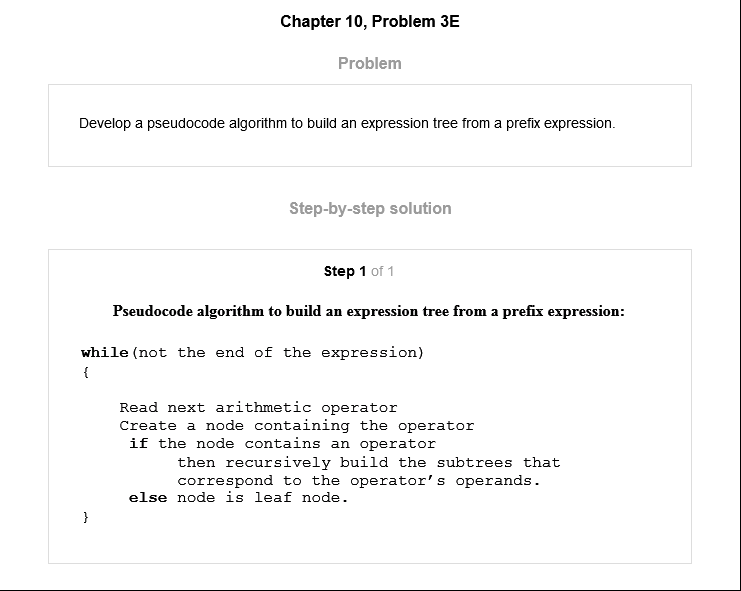 Chapter 10, Problem 3E
Problem
Develop a pseudocode algorithm to build an expression tree from a prefix expression.
Step-by-step solution
Step 1 of 1
Pseudocode algorithm to build an expression tree from a prefix expression:
while(not the end of the expression)
{
Read next arithmetic operator
Create a node containing the operator
if the node contains an operator
then recursively build the subtrees that
correspond to the operator's operands.
else node is leaf node.
}